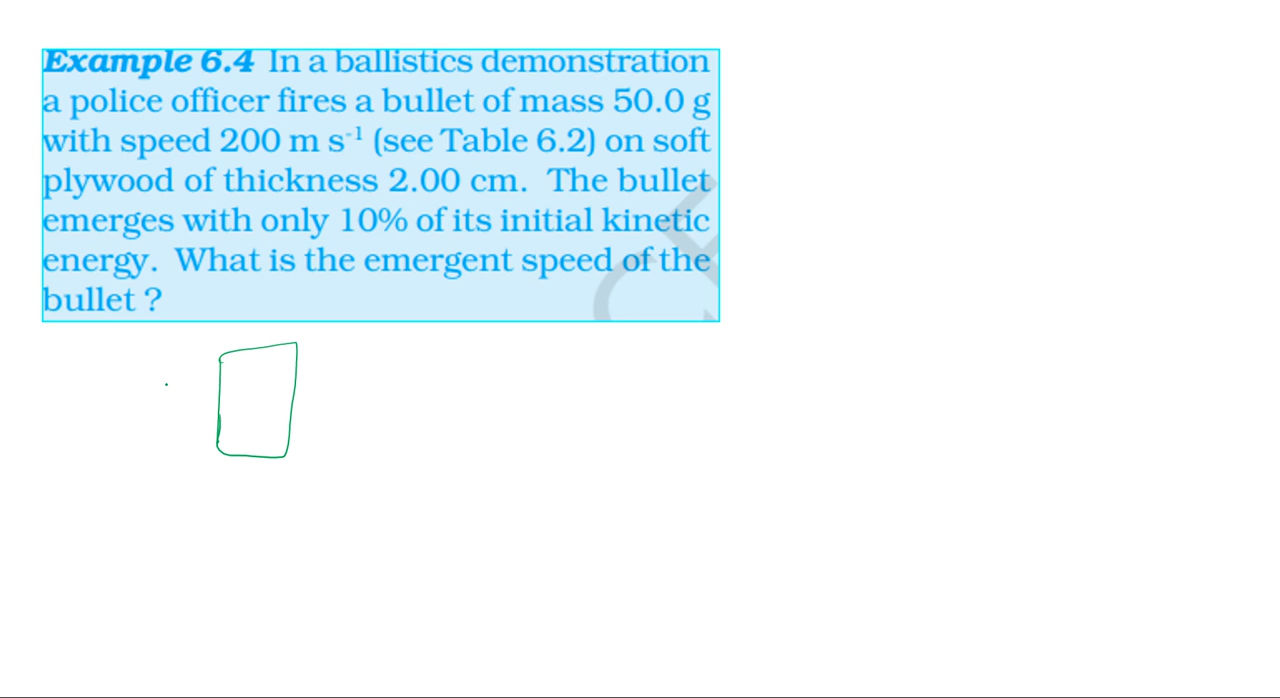 Example 6.4 In a ballistics demonstration
a police officer fires a bullet of mass 50.0 g
with speed 200 m s⁻¹ (see Table 6.2) on soft
plywood of thickness 2.00 cm. The bullet
emerges with only 10% of its initial kinetic
energy. What is the emergent speed of the
bullet ?